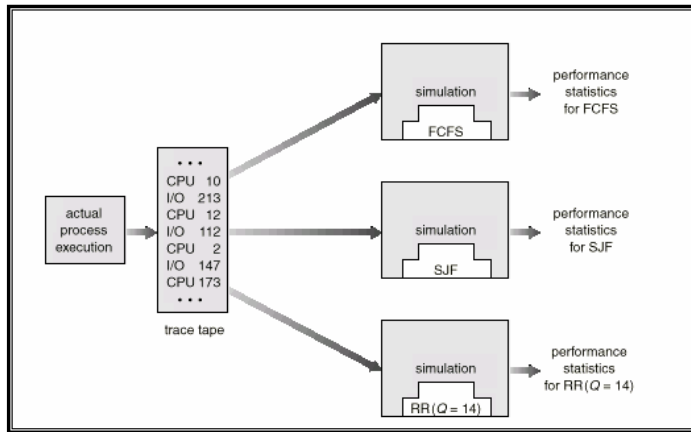 actual
process
execution
• • •
CPU 10
I/O 213
CPU 12
I/O 112
CPU 2
I/O 147
CPU 173
• • •
trace tape
simulation
FCFS
performance
statistics
for FCFS
simulation
SJF
performance
statistics
for SJF
simulation
RR (Q = 14)
performance
statistics
for RR (Q = 14)